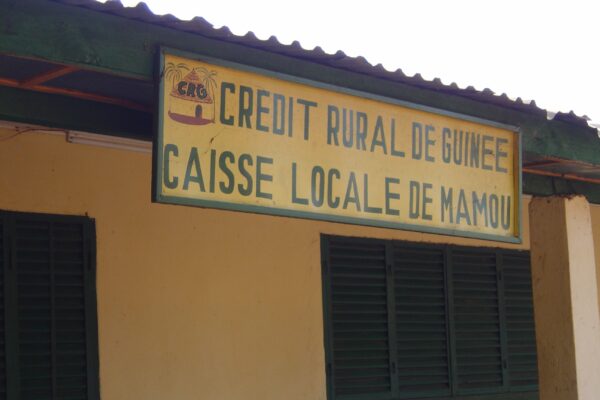 CRG
CREDIT RURAL DE GUINEE
CAISSE LOCALE DE MAMOU